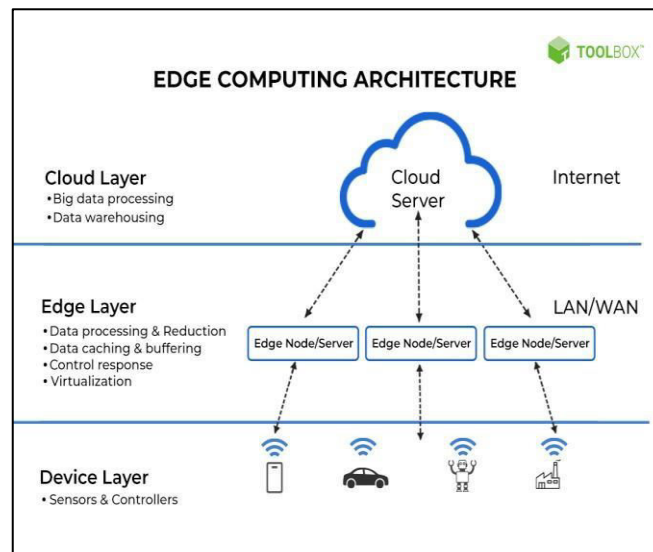 TOOLBOX™
EDGE COMPUTING ARCHITECTURE
Cloud Layer
•Big data processing
•Data warehousing
Cloud
Server
Internet
Edge Layer
•Data processing & Reduction
•Data caching & buffering
•Control response
•Virtualization
LAN/WAN
Edge Node/Server
Edge Node/Server
Edge Node/Server
Device Layer
•Sensors & Controllers